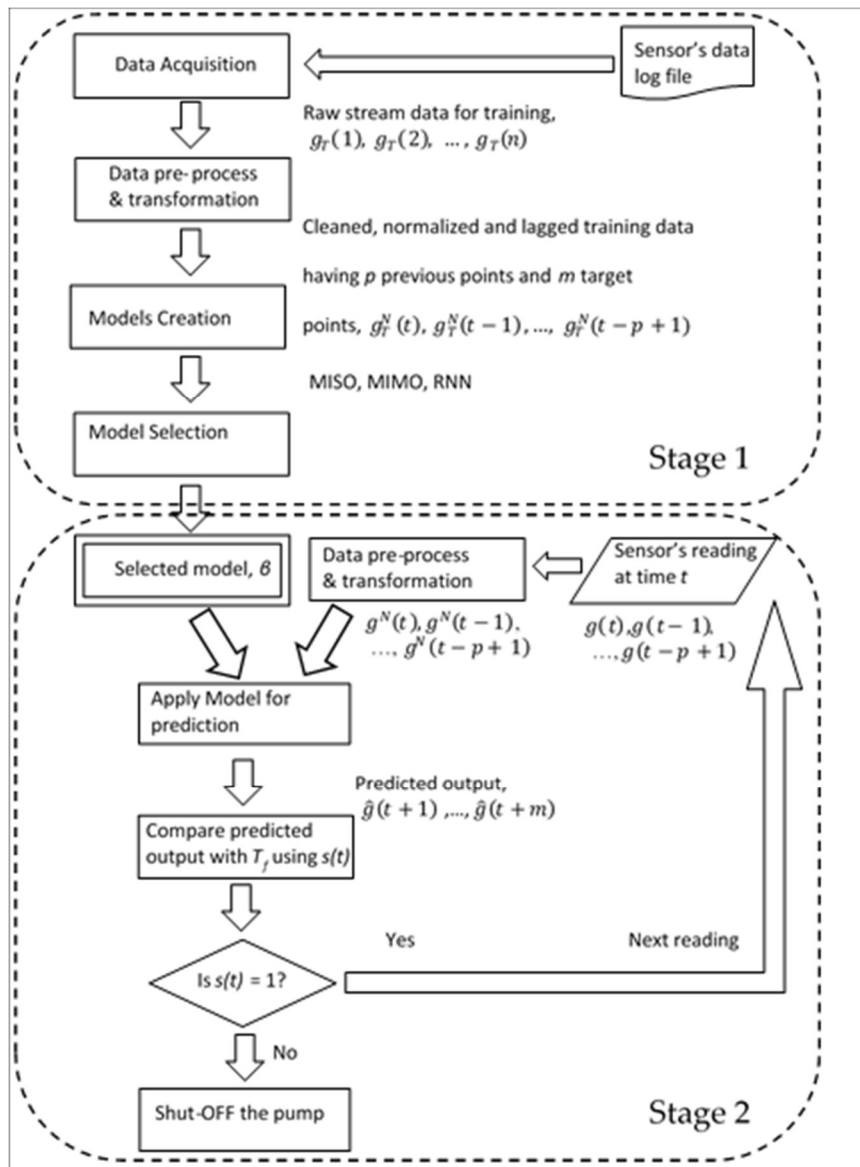 Data Acquisition
Sensor's data
log file
Raw stream data for training,
g_T(1), g_T(2), ..., g_T(n)
Data pre-process
& transformation
Cleaned, normalized and lagged training data
having p previous points and m target
points, g_T^N(t), g_T^N(t − 1), ..., g_T^N(t − p + 1)
Models Creation
MISO, MIMO, RNN
Model Selection
Stage 1
Selected model, β
Data pre-process
& transformation
Sensor's reading
at time t
g^N(t), g^N(t − 1),
..., g^N(t − p + 1)
g(t), g(t − 1),
..., g(t − p + 1)
Apply Model for
prediction
Predicted output,
ĝ(t + 1) ,..., ĝ(t + m)
Compare predicted
output with T_f using s(t)
Is s(t) = 1?
Yes
Next reading
No
Shut-OFF the pump
Stage 2